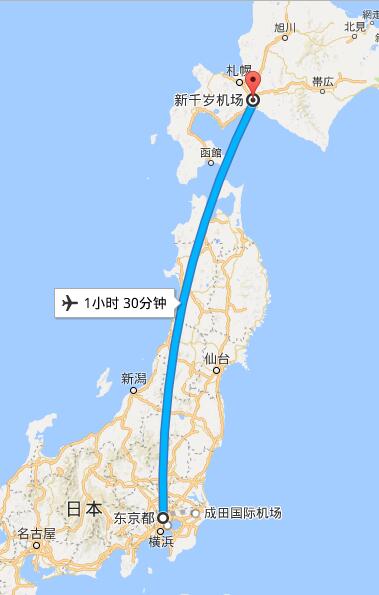 旭川
北見
札幌
新千岁机场
帯広
函館
1小时 30分钟
仙台
新潟
日本
东京都
成田国际机场
横浜
名古屋